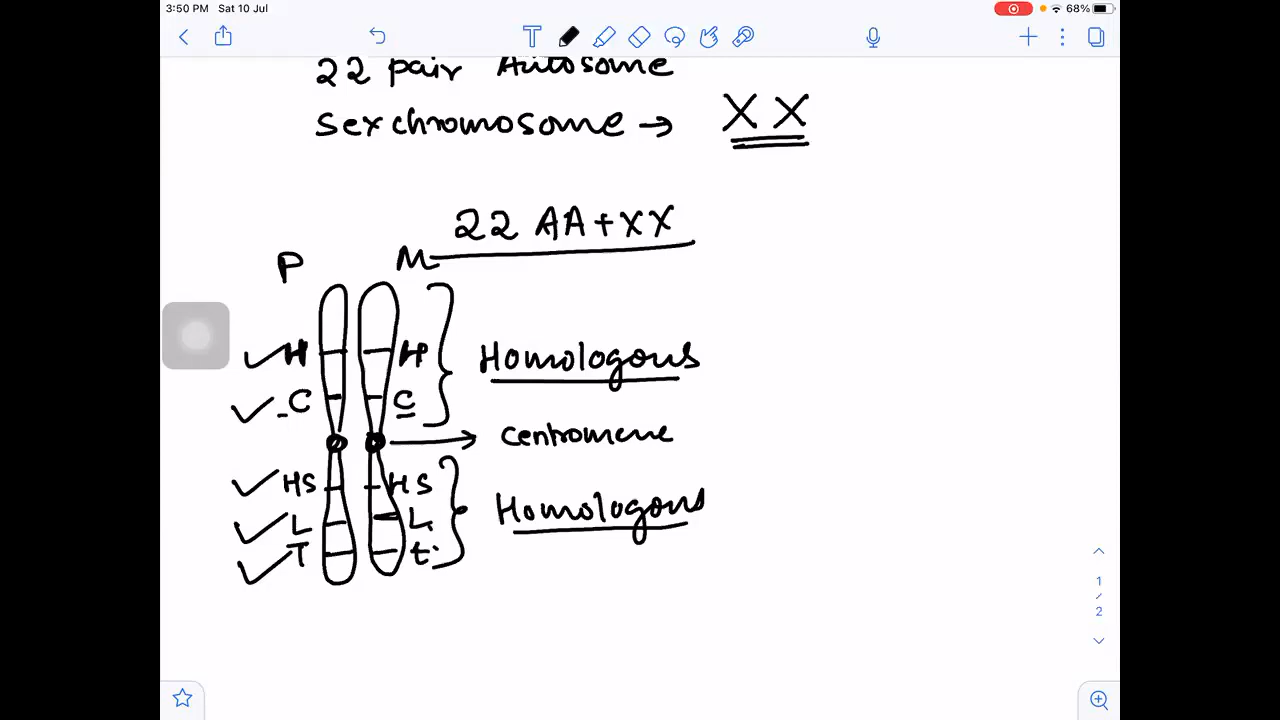 3:50 PM Sat 10 Jul 68%
22 pair Autosome
sex chromosome → XX
22 AA+XX
P M
H H
Homologous
C C
centromere
HS HS
Homologous
L L
T t
1
2